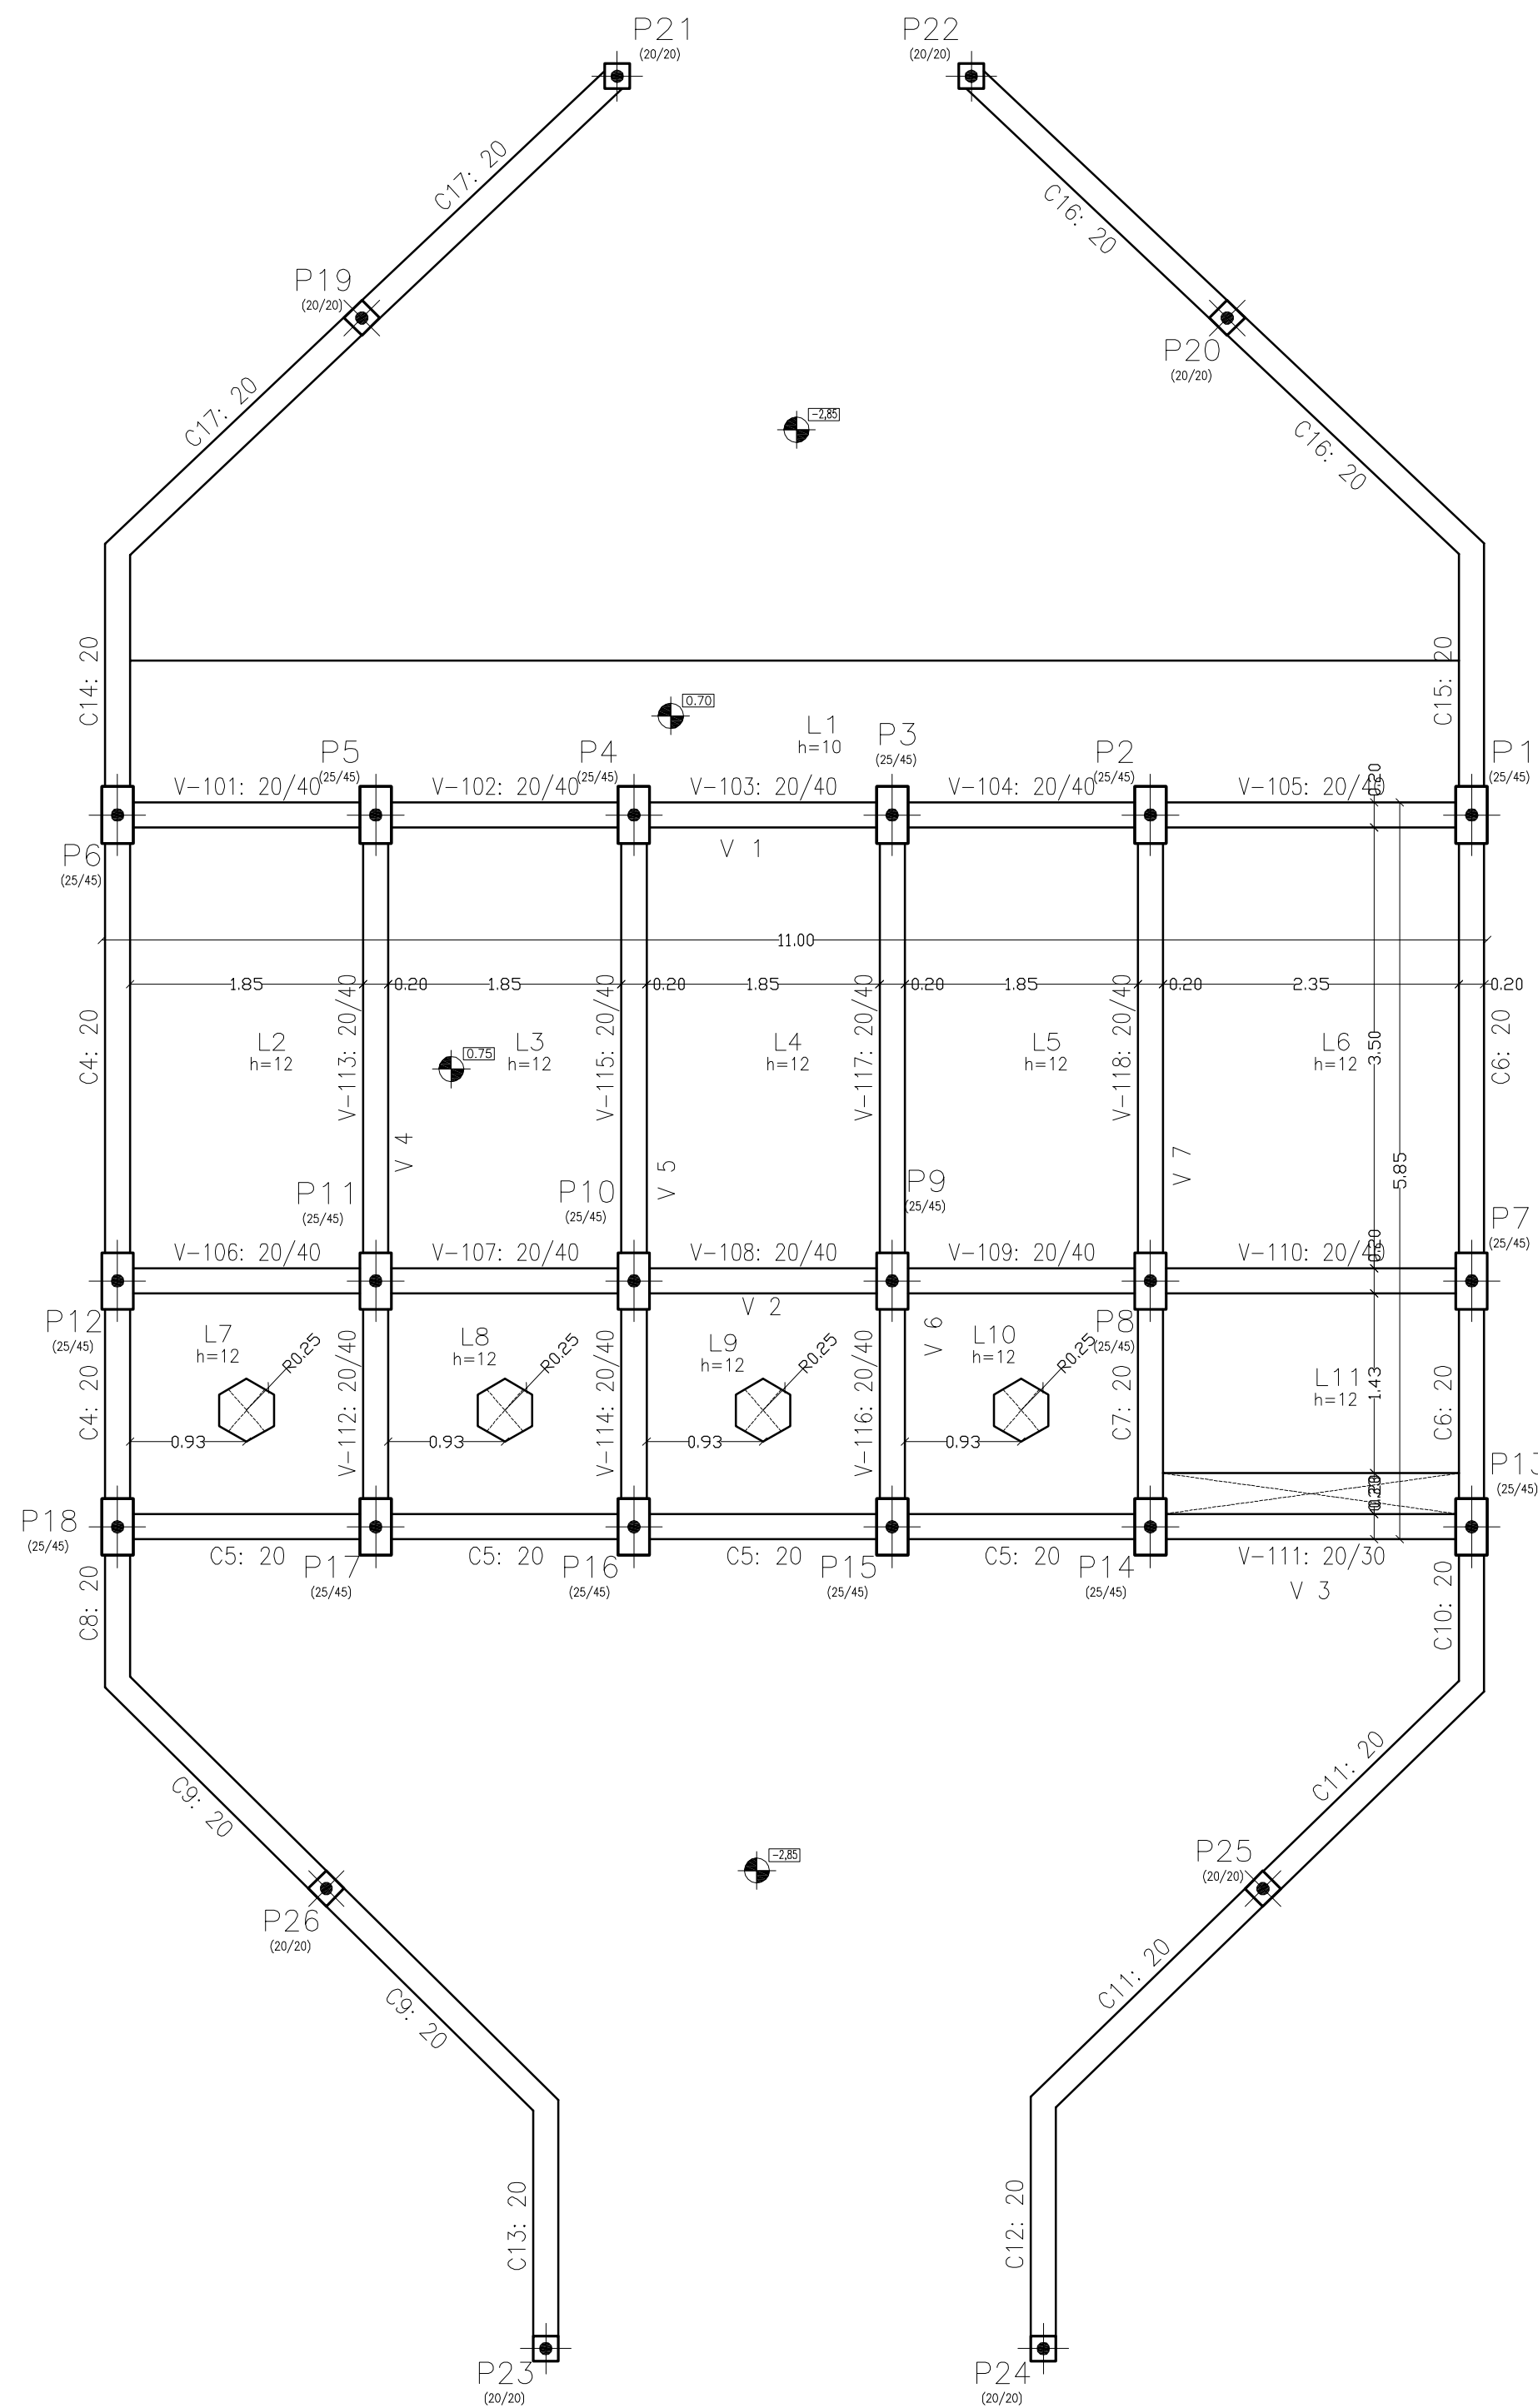 P21
(20/20)
P22
(20/20)
C17: 20
C16: 20
P19
(20/20)
P20
(20/20)
C17: 20
C16: 20
-2,85
C14: 20
C15: 20
0.70
L1
h=10
P5
(25/45)
P4
(25/45)
P3
(25/45)
P2
(25/45)
P1
(25/45)
V-101: 20/40
V-102: 20/40
V-103: 20/40
V-104: 20/40
V-105: 20/40
0.20
V 1
P6
(25/45)
11.00
1.85
0.20
1.85
0.20
1.85
0.20
1.85
0.20
2.35
0.20
C4: 20
L2
h=12
V-113: 20/40
0.75
L3
h=12
V-115: 20/40
L4
h=12
V-117: 20/40
L5
h=12
V-118: 20/40
L6
h=12
3.50
C6: 20
V 4
V 5
V 7
5.85
P11
(25/45)
P10
(25/45)
P9
(25/45)
P7
(25/45)
V-106: 20/40
V-107: 20/40
V-108: 20/40
V-109: 20/40
V-110: 20/40
0.20
V 2
P12
(25/45)
P8
(25/45)
V 6
L7
h=12
R0.25
L8
h=12
R0.25
L9
h=12
R0.25
L10
h=12
R0.25
L11
h=12
1.43
C4: 20
V-112: 20/40
V-114: 20/40
V-116: 20/40
C7: 20
C6: 20
0.93
0.93
0.93
0.93
P13
(25/45)
P18
(25/45)
C5: 20
P17
(25/45)
C5: 20
P16
(25/45)
C5: 20
P15
(25/45)
C5: 20
P14
(25/45)
V-111: 20/30
V 3
C8: 20
C10: 20
C9: 20
C11: 20
-2,85
P25
(20/20)
P26
(20/20)
C9: 20
C11: 20
C13: 20
C12: 20
P23
(20/20)
P24
(20/20)